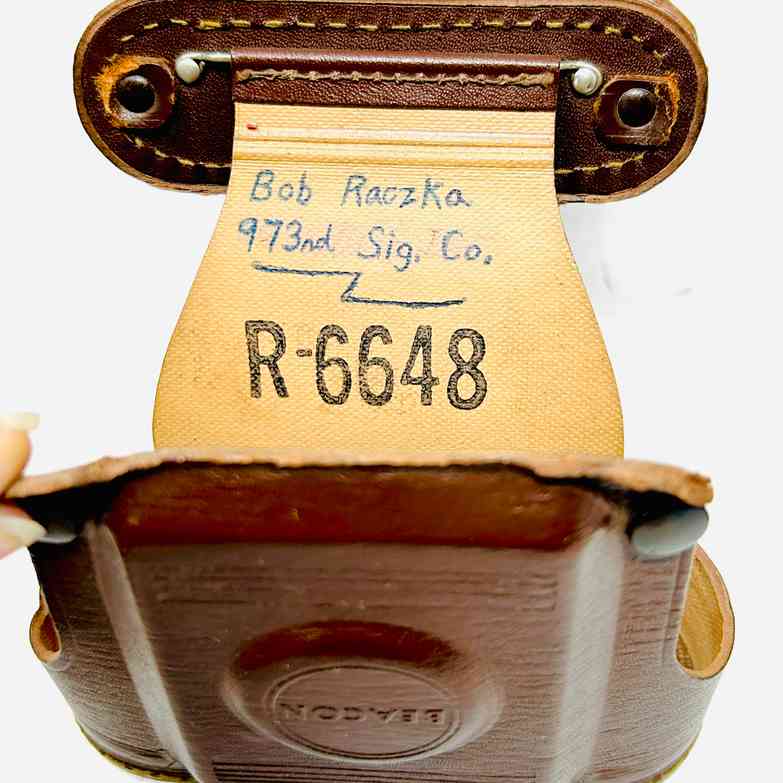 Bob Raczka
973nd Sig. Co.
R-6648
BEACON